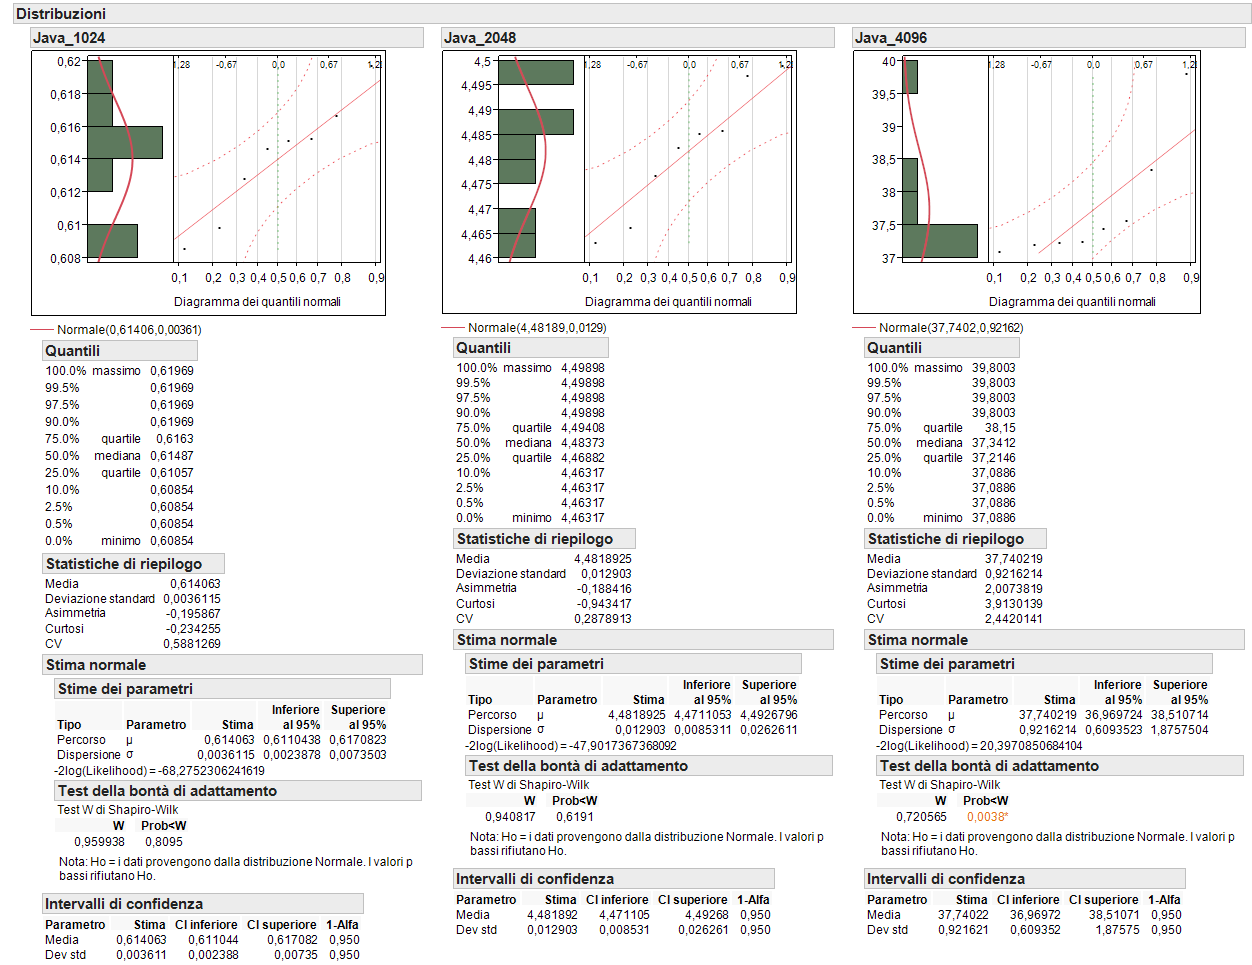 Distribuzioni
Java_1024
0,62
0,618
0,616
0,614
0,612
0,61
0,608
1,28 -0,67 0,0 0,67 1,28
0,1 0,2 0,3 0,4 0,5 0,6 0,7 0,8 0,9
Diagramma dei quantili normali
Normale(0,61406,0,00361)
Quantili
100.0% massimo 0,61969
99.5% 0,61969
97.5% 0,61969
90.0% 0,61969
75.0% quartile 0,6163
50.0% mediana 0,61487
25.0% quartile 0,61057
10.0% 0,60854
2.5% 0,60854
0.5% 0,60854
0.0% minimo 0,60854
Statistiche di riepilogo
Media 0,614063
Deviazione standard 0,0036115
Asimmetria -0,195867
Curtosi -0,234255
CV 0,5881269
Stima normale
Stime dei parametri
Tipo Parametro Stima Inferiore al 95% Superiore al 95%
Percorso μ 0,614063 0,6110438 0,6170823
Dispersione σ 0,0036115 0,0023878 0,0073503
-2log(Likelihood) = -68,2752306241619
Test della bontà di adattamento
Test W di Shapiro-Wilk
W Prob<W
0,959938 0,8095
Nota: Ho = i dati provengono dalla distribuzione Normale. I valori p
bassi rifiutano Ho.
Intervalli di confidenza
Parametro Stima CI inferiore CI superiore 1-Alfa
Media 0,614063 0,611044 0,617082 0,950
Dev std 0,003611 0,002388 0,00735 0,950
Java_2048
4,5
4,495
4,49
4,485
4,48
4,475
4,47
4,465
4,46
1,28 -0,67 0,0 0,67 1,28
0,1 0,2 0,3 0,4 0,5 0,6 0,7 0,8 0,9
Diagramma dei quantili normali
Normale(4,48189,0,0129)
Quantili
100.0% massimo 4,49898
99.5% 4,49898
97.5% 4,49898
90.0% 4,49898
75.0% quartile 4,49408
50.0% mediana 4,48373
25.0% quartile 4,46882
10.0% 4,46317
2.5% 4,46317
0.5% 4,46317
0.0% minimo 4,46317
Statistiche di riepilogo
Media 4,4818925
Deviazione standard 0,012903
Asimmetria -0,188416
Curtosi -0,943417
CV 0,2878913
Stima normale
Stime dei parametri
Tipo Parametro Stima Inferiore al 95% Superiore al 95%
Percorso μ 4,4818925 4,4711053 4,4926796
Dispersione σ 0,012903 0,0085311 0,0262611
-2log(Likelihood) = -47,9017367368092
Test della bontà di adattamento
Test W di Shapiro-Wilk
W Prob<W
0,940817 0,6191
Nota: Ho = i dati provengono dalla distribuzione Normale. I valori p
bassi rifiutano Ho.
Intervalli di confidenza
Parametro Stima CI inferiore CI superiore 1-Alfa
Media 4,481892 4,471105 4,49268 0,950
Dev std 0,012903 0,008531 0,026261 0,950
Java_4096
40
39,5
39
38,5
38
37,5
37
1,28 -0,67 0,0 0,67 1,28
0,1 0,2 0,3 0,4 0,5 0,6 0,7 0,8 0,9
Diagramma dei quantili normali
Normale(37,7402,0,92162)
Quantili
100.0% massimo 39,8003
99.5% 39,8003
97.5% 39,8003
90.0% 39,8003
75.0% quartile 38,15
50.0% mediana 37,3412
25.0% quartile 37,2146
10.0% 37,0886
2.5% 37,0886
0.5% 37,0886
0.0% minimo 37,0886
Statistiche di riepilogo
Media 37,740219
Deviazione standard 0,9216214
Asimmetria 2,0073819
Curtosi 3,9130139
CV 2,4420141
Stima normale
Stime dei parametri
Tipo Parametro Stima Inferiore al 95% Superiore al 95%
Percorso μ 37,740219 36,969724 38,510714
Dispersione σ 0,9216214 0,6093523 1,8757504
-2log(Likelihood) = 20,3970850684104
Test della bontà di adattamento
Test W di Shapiro-Wilk
W Prob<W
0,720565 0,0038*
Nota: Ho = i dati provengono dalla distribuzione Normale. I valori p
bassi rifiutano Ho.
Intervalli di confidenza
Parametro Stima CI inferiore CI superiore 1-Alfa
Media 37,74022 36,96972 38,51071 0,950
Dev std 0,921621 0,609352 1,87575 0,950